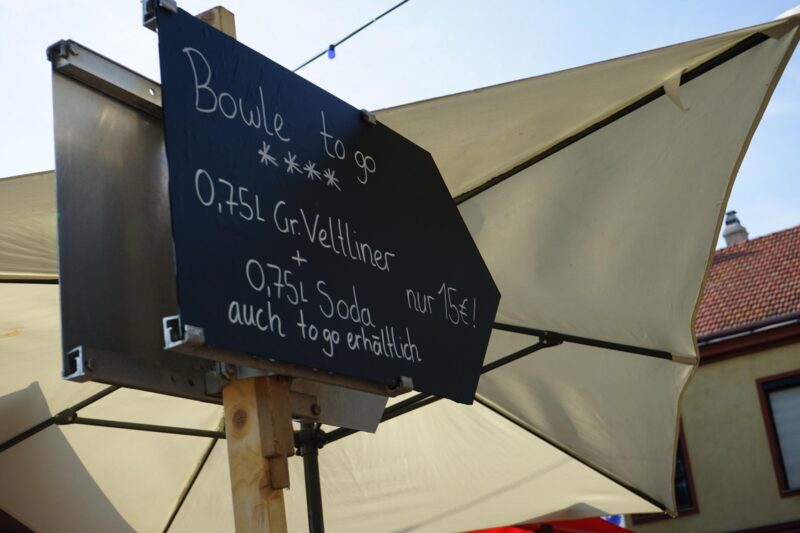 Bowle to go
****
0,75L Gr. Veltliner
+
0,75L Soda nur 15€!
auch to go erhältlich